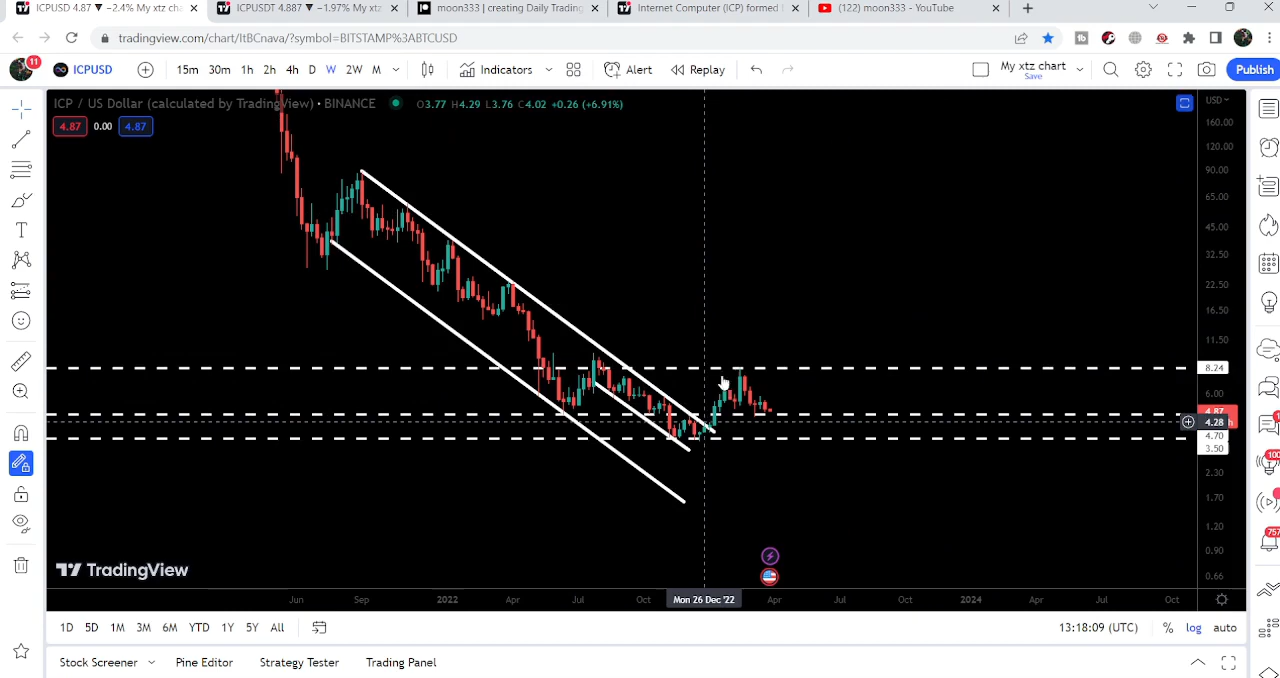 ICPUSD 4.87 ▼ −2.4% My xtz cha
ICPUSDT 4.887 ▼ −1.97% My xtz
moon333 | creating Daily Trading
Internet Computer (ICP) formed
(122) moon333 - YouTube
tradingview.com/chart/ItBCnava/?symbol=BITSTAMP%3ABTCUSD
11
ICPUSD
15m 30m 1h 2h 4h D W 2W M
Indicators
Alert
Replay
My xtz chart
Save
Publish
ICP / US Dollar (calculated by TradingView) • BINANCE
O3.77 H4.29 L3.76 C4.02 +0.26 (+6.91%)
USD
4.87 0.00 4.87
160.00
120.00
90.00
65.00
45.00
32.50
22.50
16.50
11.50
8.24
6.00
4.87
4.28
4.70
3.50
2.30
1.70
1.20
0.90
0.66
TradingView
Jun Sep 2022 Apr Jul Oct Mon 26 Dec '22 Apr Jul Oct 2024 Apr Jul Oct
1D 5D 1M 3M 6M YTD 1Y 5Y All
13:18:09 (UTC) % log auto
Stock Screener Pine Editor Strategy Tester Trading Panel